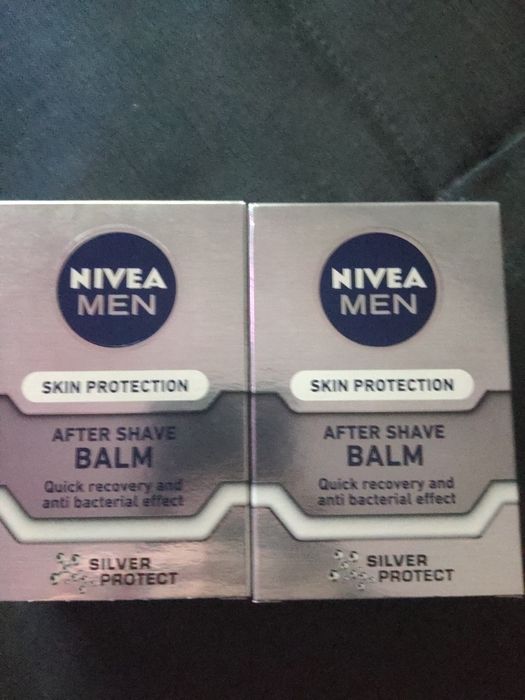 NIVEA
MEN
SKIN PROTECTION
AFTER SHAVE
BALM
Quick recovery and
anti bacterial effect
SILVER
PROTECT
NIVEA
MEN
SKIN PROTECTION
AFTER SHAVE
BALM
Quick recovery and
anti bacterial effect
SILVER
PROTECT